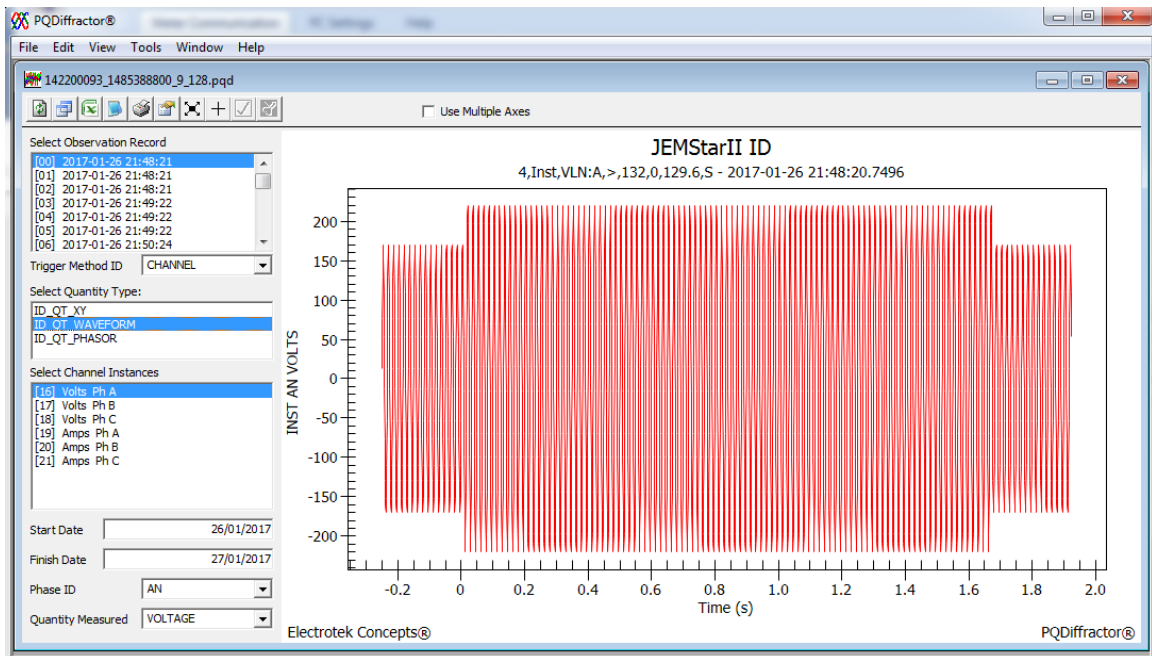 PQDiffractor®
File Edit View Tools Window Help
142200093_1485388800_9_128.pqd
Use Multiple Axes
Select Observation Record
[00] 2017-01-26 21:48:21
[01] 2017-01-26 21:48:21
[02] 2017-01-26 21:48:21
[03] 2017-01-26 21:49:22
[04] 2017-01-26 21:49:22
[05] 2017-01-26 21:49:22
[06] 2017-01-26 21:50:24
Trigger Method ID CHANNEL
Select Quantity Type:
ID_QT_XY
ID_QT_WAVEFORM
ID_QT_PHASOR
Select Channel Instances
[16] Volts Ph A
[17] Volts Ph B
[18] Volts Ph C
[19] Amps Ph A
[20] Amps Ph B
[21] Amps Ph C
Start Date 26/01/2017
Finish Date 27/01/2017
Phase ID AN
Quantity Measured VOLTAGE
JEMStarII ID
4,Inst,VLN:A,>,132,0,129.6,S - 2017-01-26 21:48:20.7496
INST AN VOLTS
200
150
100
50
0
-50
-100
-150
-200
-0.2 0 0.2 0.4 0.6 0.8 1.0 1.2 1.4 1.6 1.8 2.0
Time (s)
Electrotek Concepts® PQDiffractor®